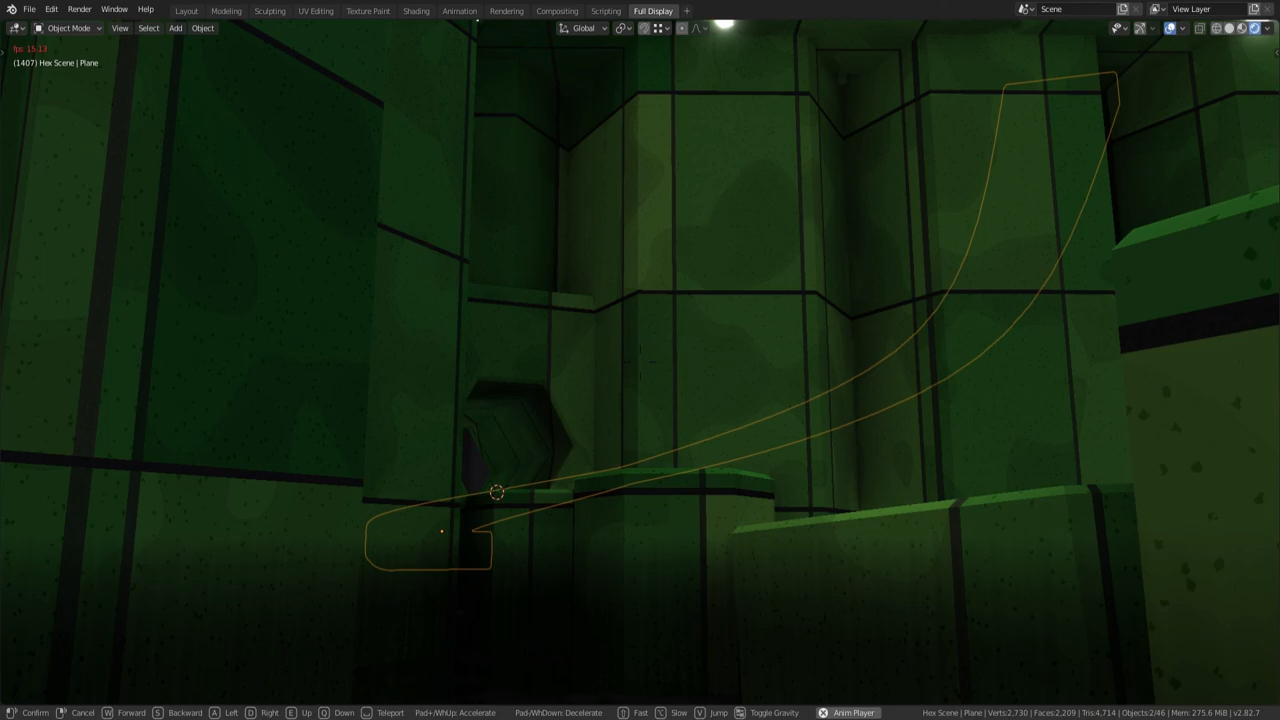 File Edit Render Window Help Layout Modeling Sculpting UV Editing Texture Paint Shading Animation Rendering Compositing Scripting Full Display + Scene View Layer
Object Mode View Select Add Object Global
fps: 15.13
(1407) Hex Scene | Plane
Confirm Cancel W Forward S Backward A Left D Right E Up Q Down Teleport Pad+/WhUp: Accelerate Pad-/WhDown: Decelerate Fast Slow V Jump Toggle Gravity Anim Player Hex Scene | Plane | Verts:2,730 | Faces:2,209 | Tris:4,714 | Objects:2/46 | Mem: 275.6 MiB | v2.82.7